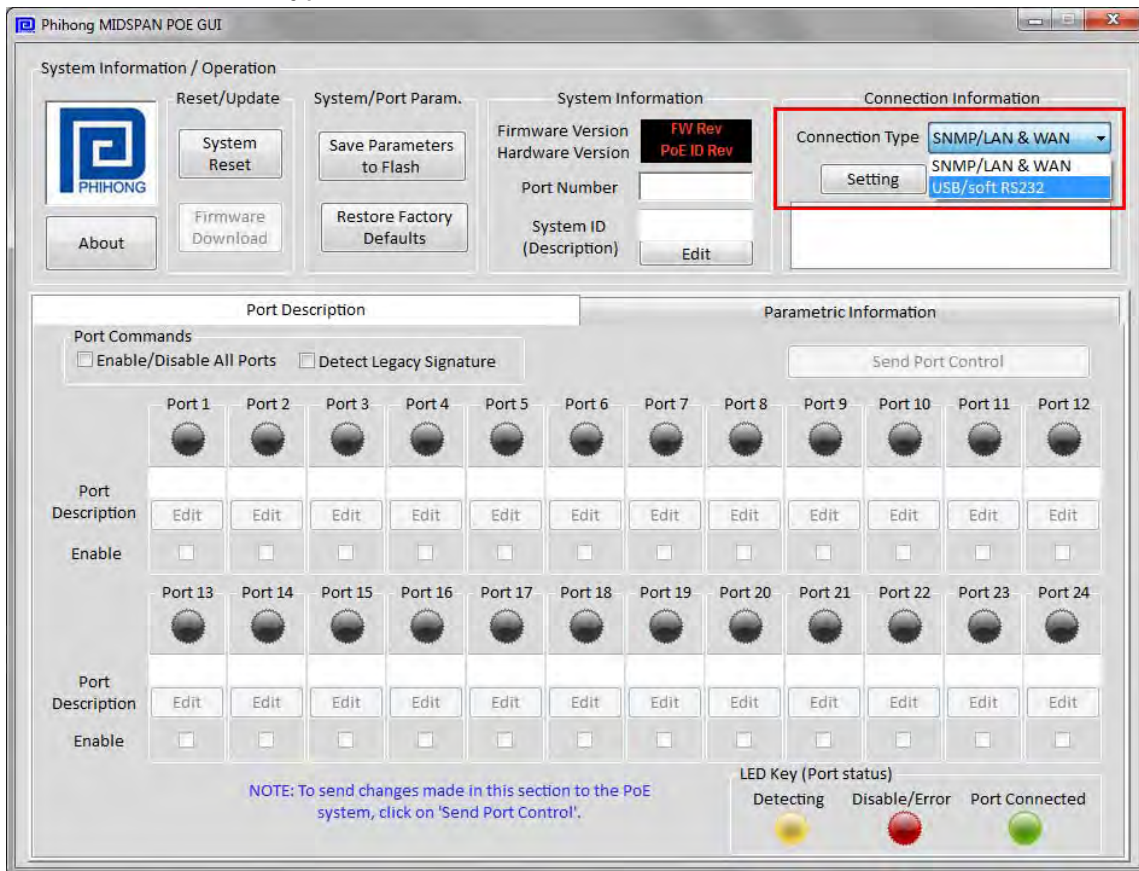 Phihong MIDSPAN POE GUI
System Information / Operation
Reset/Update
System/Port Param.
System Information
Connection Information
PHIHONG
System
Reset
Save Parameters
to Flash
Firmware Version
FW Rev
Hardware Version
PoE ID Rev
Connection Type
SNMP/LAN & WAN
SNMP/LAN & WAN
USB/soft RS232
Setting
Port Number
About
Firmware
Download
Restore Factory
Defaults
System ID
(Description)
Edit
Port Description
Parametric Information
Port Commands
Enable/Disable All Ports
Detect Legacy Signature
Send Port Control
Port 1 Port 2 Port 3 Port 4 Port 5 Port 6 Port 7 Port 8 Port 9 Port 10 Port 11 Port 12
Port
Description
Edit Edit Edit Edit Edit Edit Edit Edit Edit Edit Edit Edit
Enable
Port 13 Port 14 Port 15 Port 16 Port 17 Port 18 Port 19 Port 20 Port 21 Port 22 Port 23 Port 24
Port
Description
Edit Edit Edit Edit Edit Edit Edit Edit Edit Edit Edit Edit
Enable
NOTE: To send changes made in this section to the PoE
system, click on 'Send Port Control'.
LED Key (Port status)
Detecting Disable/Error Port Connected